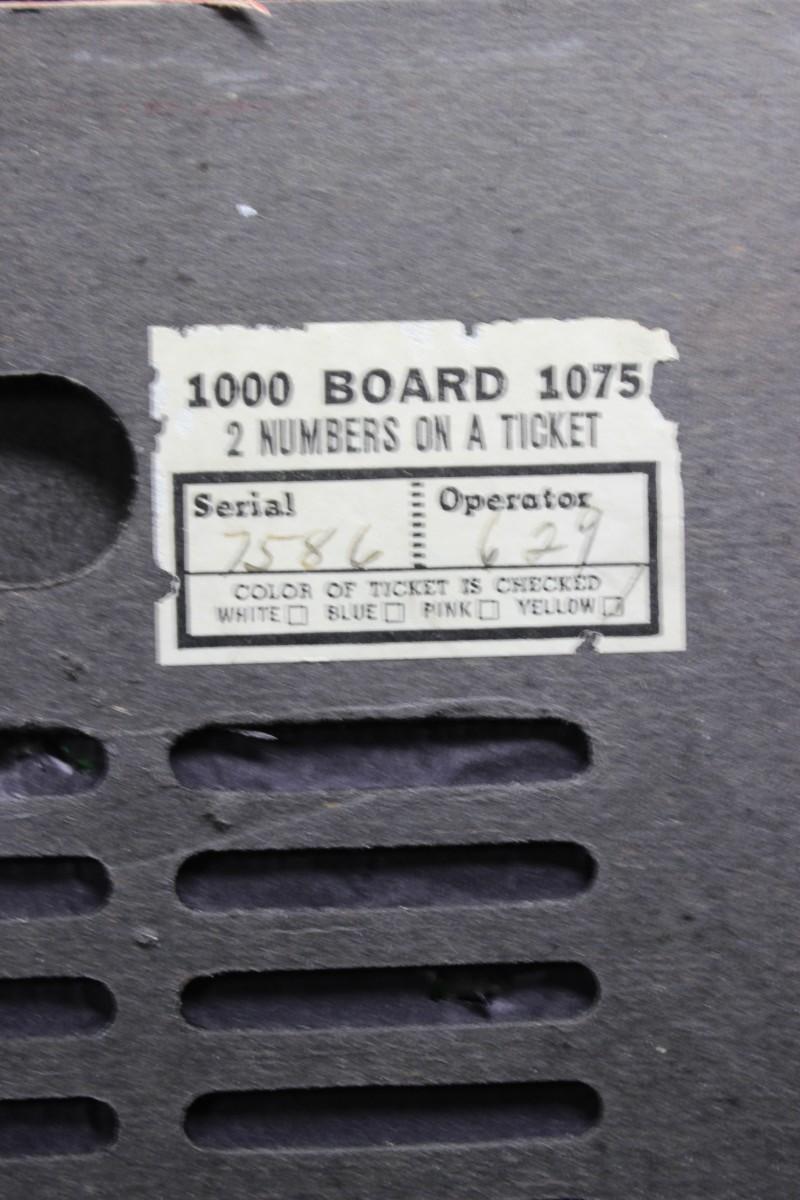 1000 BOARD 1075
2 NUMBERS ON A TICKET
Serial Operator
7586 629
COLOR OF TICKET IS CHECKED
WHITE □ BLUE □ PINK □ YELLOW ☑